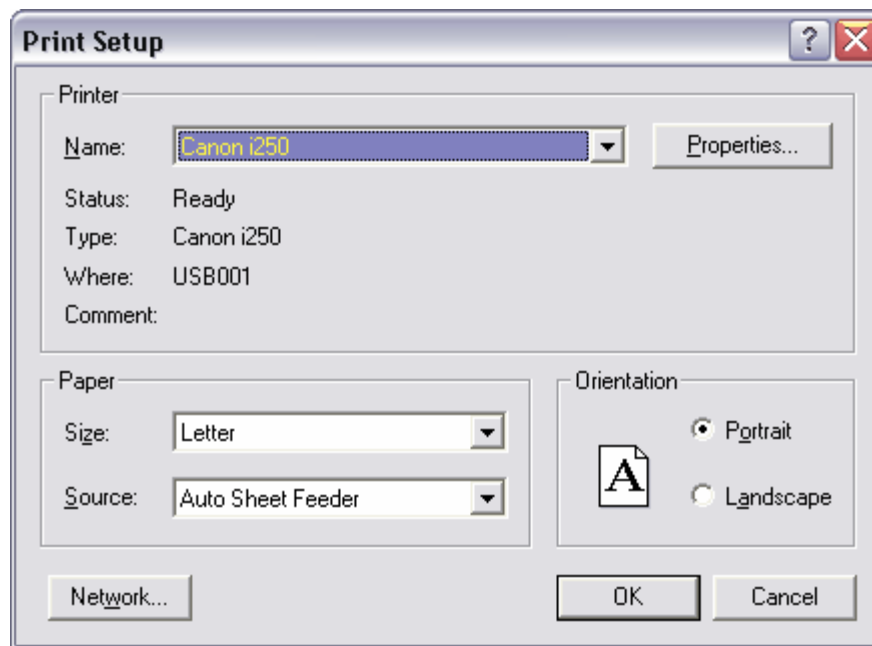 Print Setup
Printer
Name: Canon i250 Properties...
Status: Ready
Type: Canon i250
Where: USB001
Comment:
Paper
Size: Letter
Source: Auto Sheet Feeder
Orientation
A
Portrait
Landscape
Network... OK Cancel